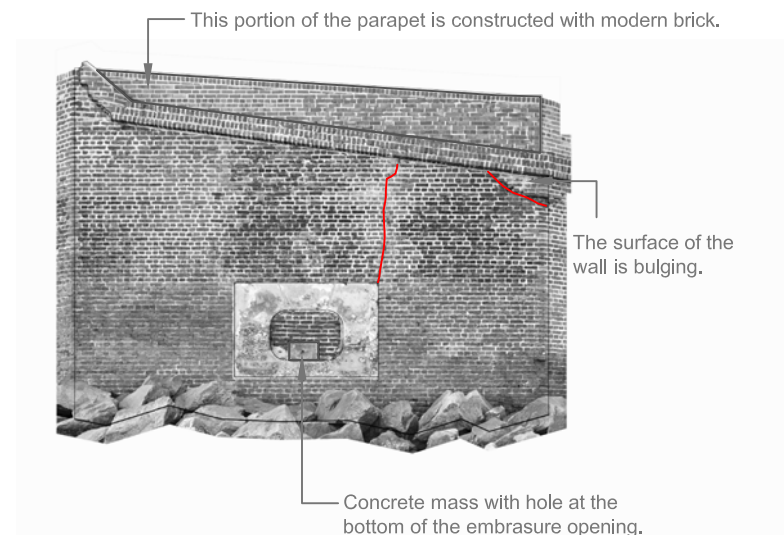 This portion of the parapet is constructed with modern brick.
The surface of the
wall is bulging.
Concrete mass with hole at the
bottom of the embrasure opening.